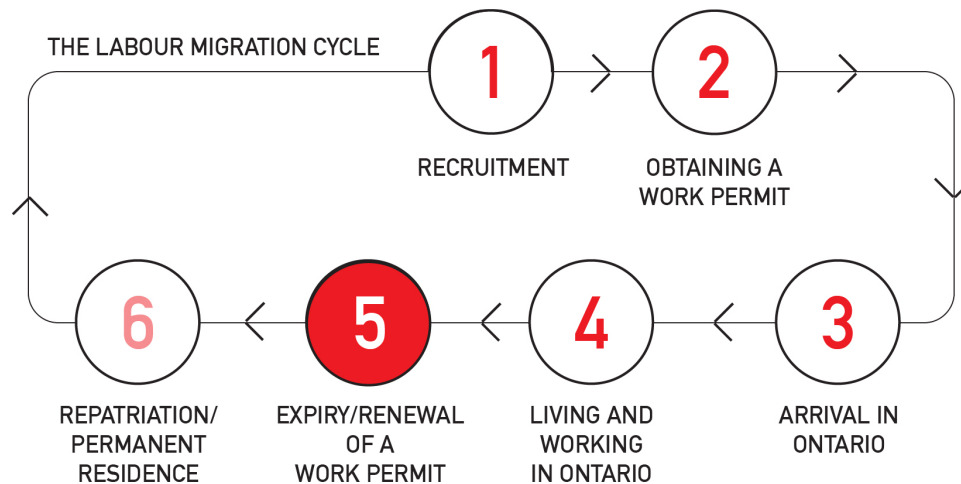 THE LABOUR MIGRATION CYCLE
1
2
RECRUITMENT
OBTAINING A
WORK PERMIT
3
4
5
6
ARRIVAL IN
ONTARIO
LIVING AND
WORKING
IN ONTARIO
EXPIRY/RENEWAL
OF A
WORK PERMIT
REPATRIATION/
PERMANENT
RESIDENCE